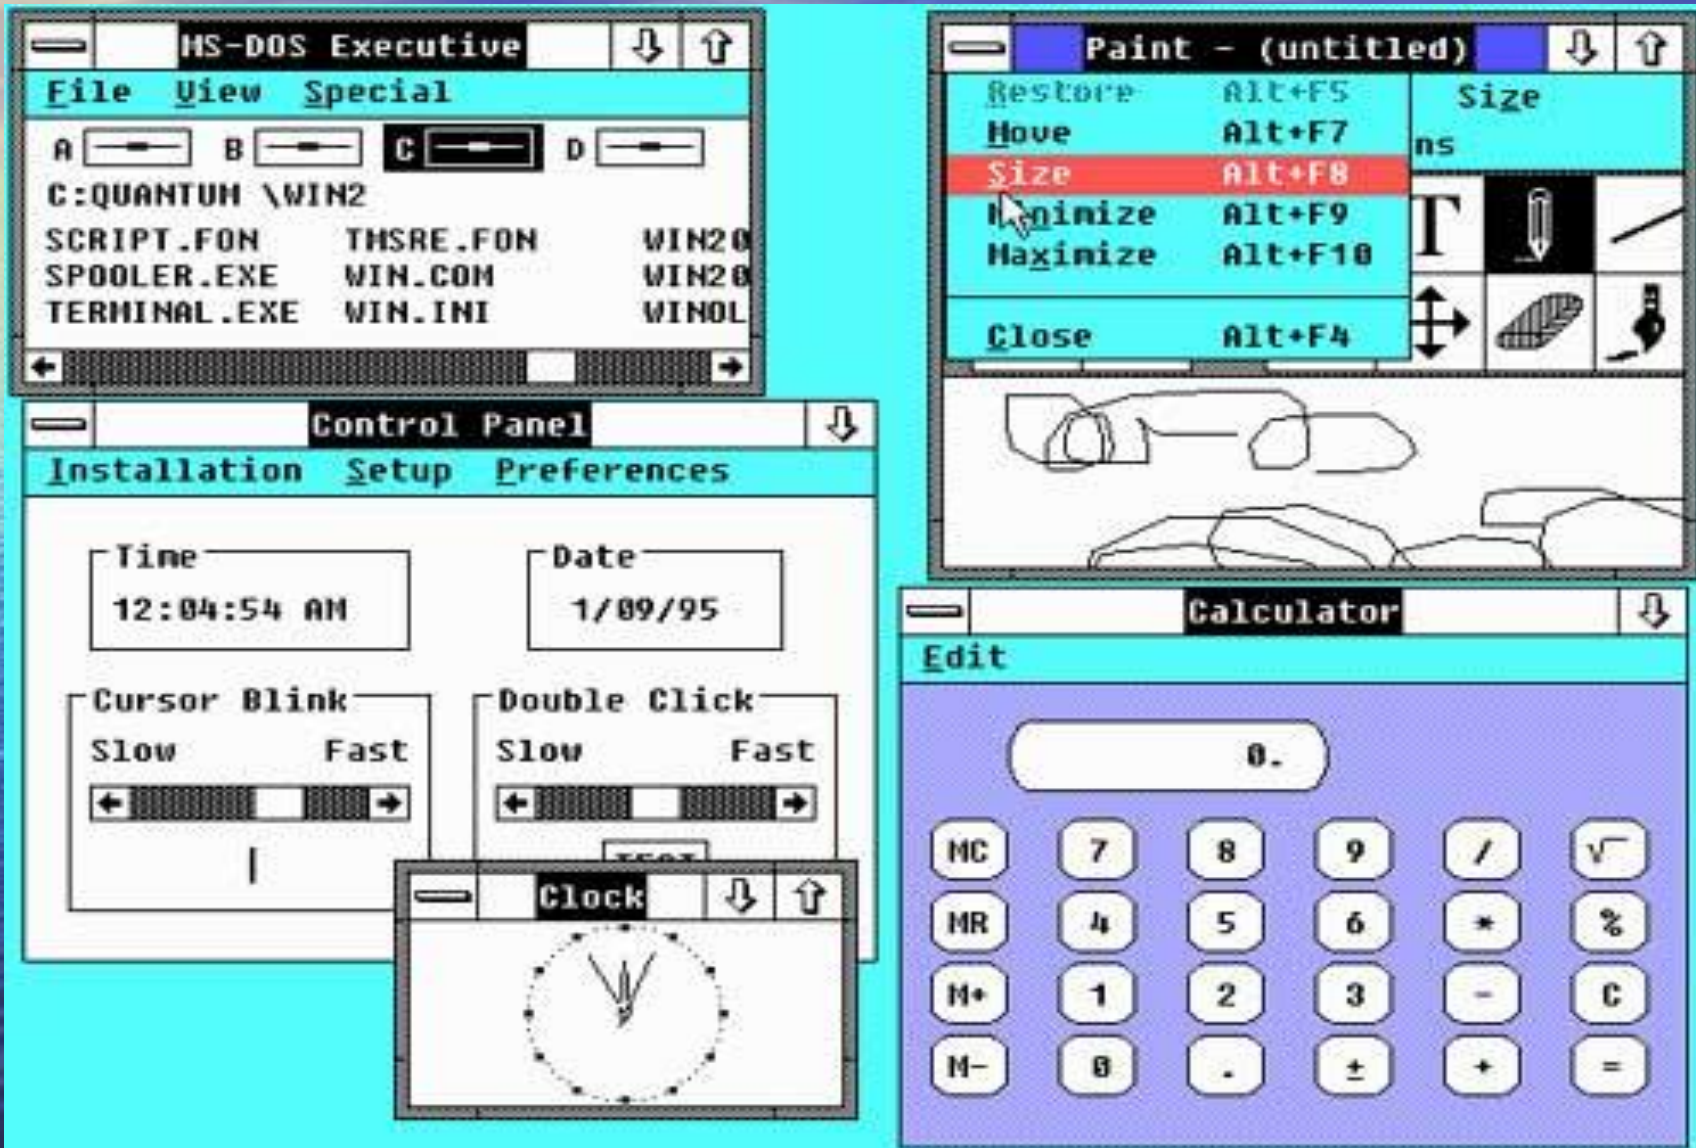 MS-DOS Executive
File View Special
A B C D
C:QUANTUM \WIN2
SCRIPT.FON TMSRE.FON WIN20
SPOOLER.EXE WIN.COM WIN20
TERMINAL.EXE WIN.INI WINOL
Control Panel
Installation Setup Preferences
Time
12:04:54 AM
Date
1/09/95
Cursor Blink
Slow Fast
Double Click
Slow Fast
Clock
Paint - (untitled)
Restore Alt+F5
Move Alt+F7
Size Alt+F8
Minimize Alt+F9
Maximize Alt+F10
Close Alt+F4
Size
ns
T
Calculator
Edit
0.
MC 7 8 9 / √
MR 4 5 6 * %
M+ 1 2 3 - C
M- 0 . ± + =